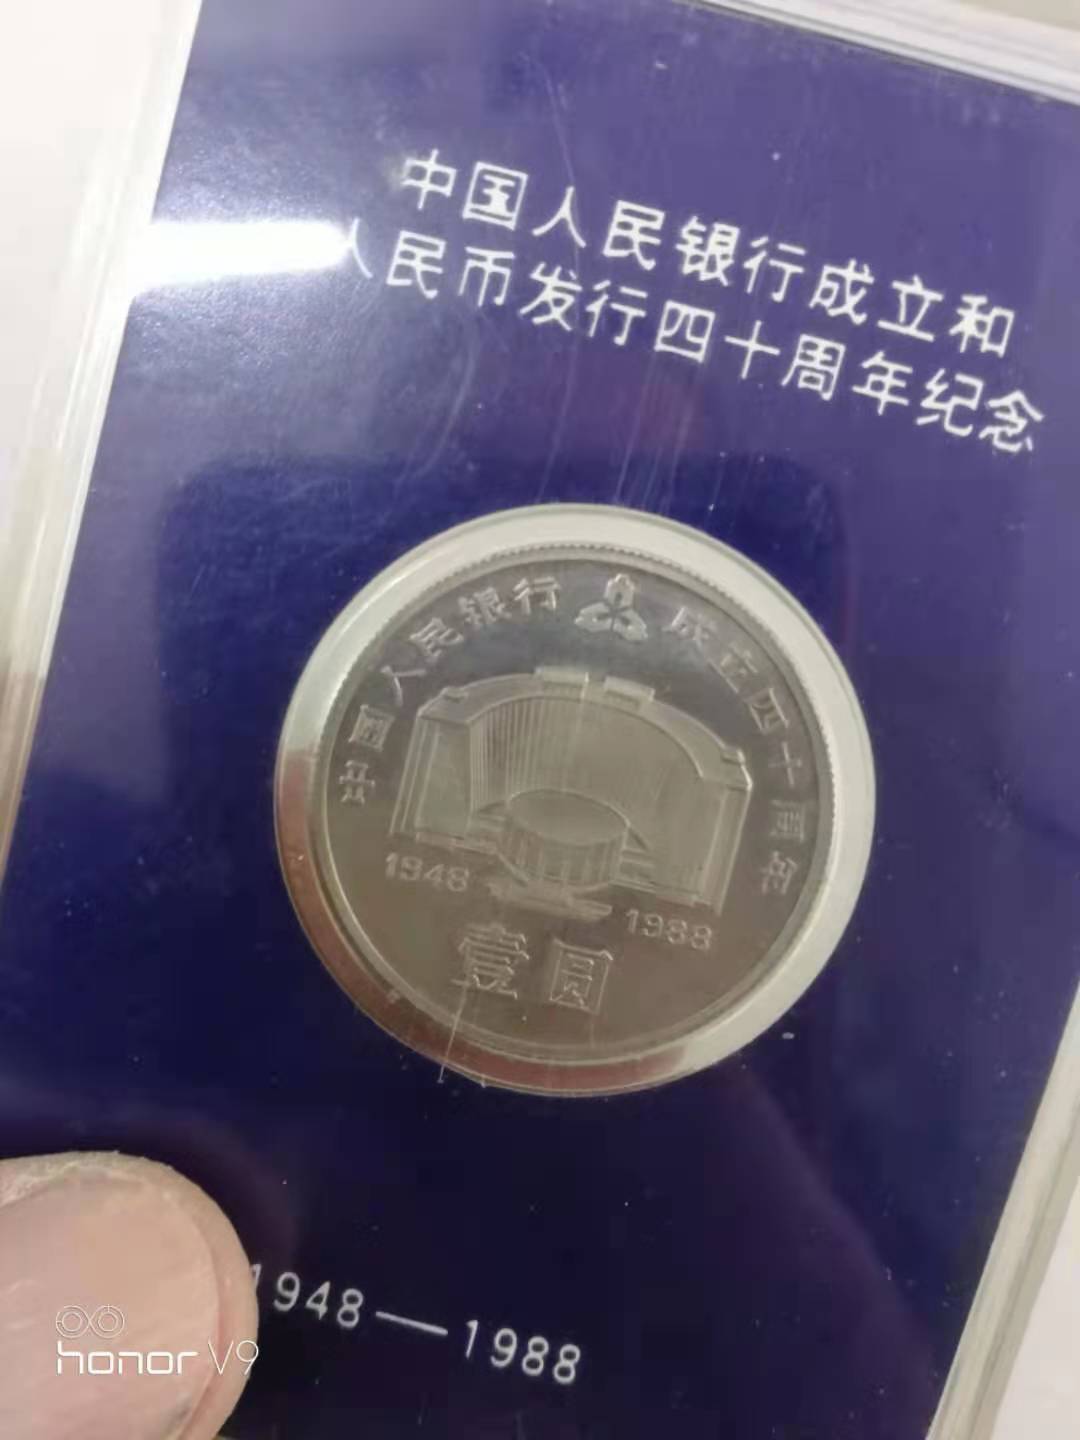 中国人民银行成立和
人民币发行四十周年纪念
中国人民银行 成立四十周年
1948
1988
壹圆
1948—1988
honor V9